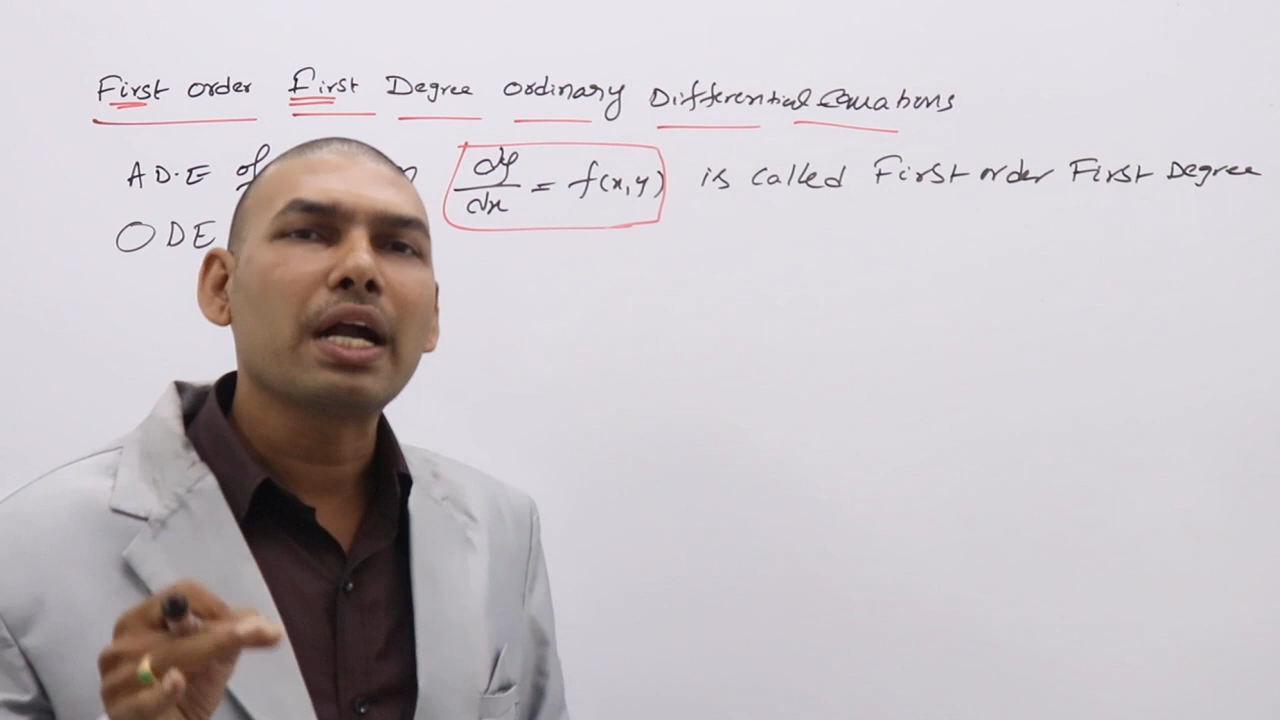 First order First Degree ordinary Differential Equations
A D.E of dy/dx = f(x,y) is called First order First Degree
ODE